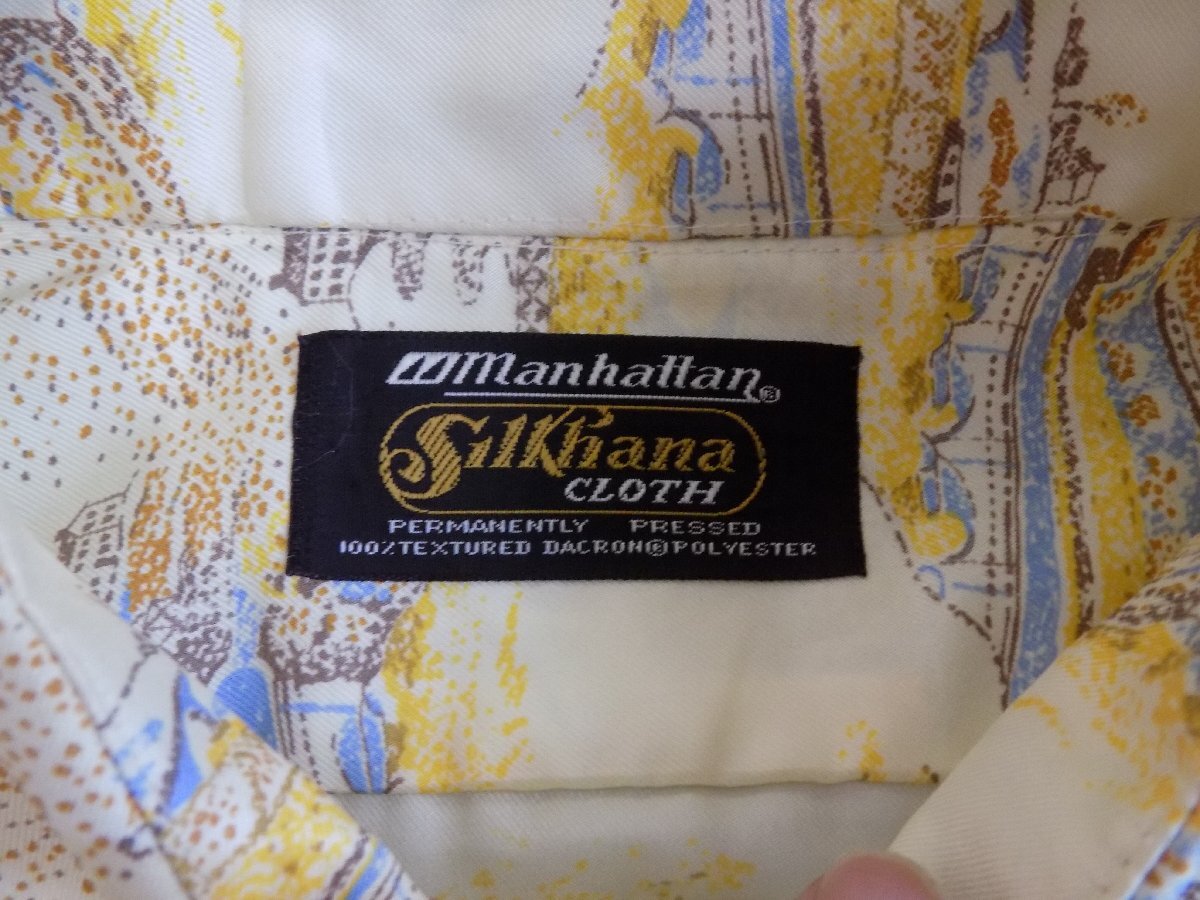 Manhattan®
SilKhana
CLOTH
PERMANENTLY PRESSED
100% TEXTURED DACRON® POLYESTER